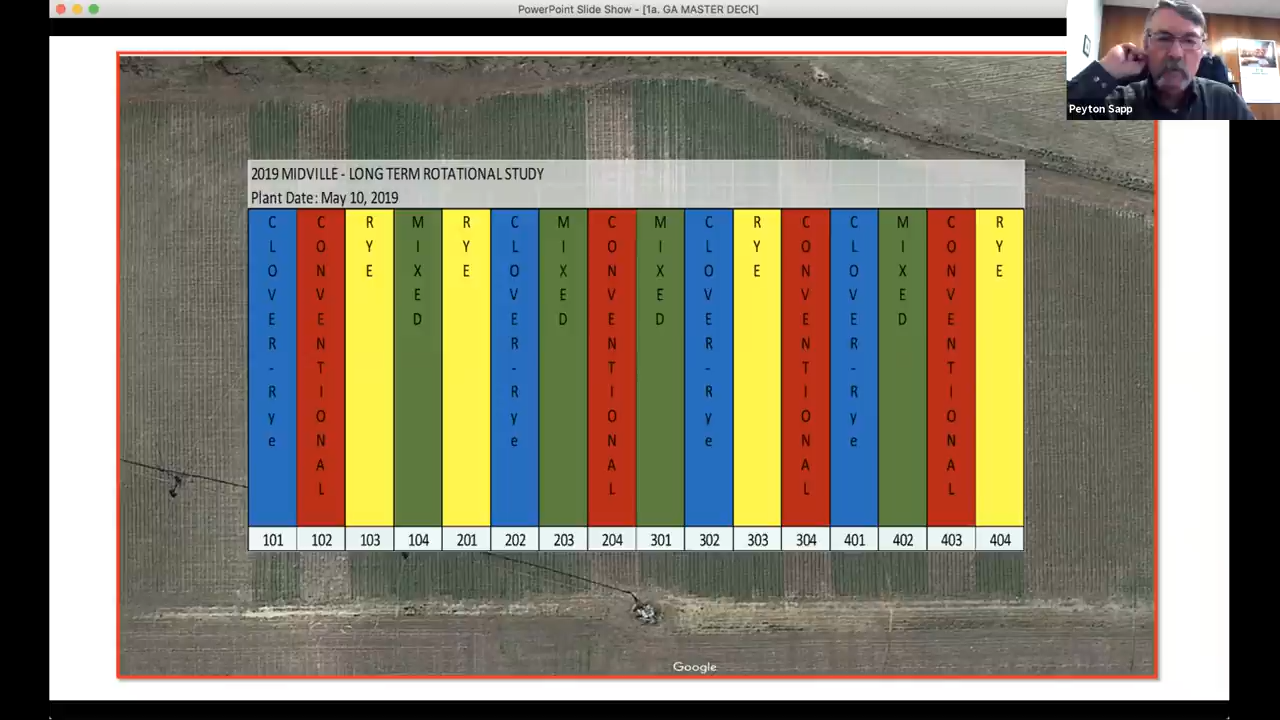 PowerPoint Slide Show - [1a. GA MASTER DECK]
Peyton Sapp
2019 MIDVILLE - LONG TERM ROTATIONAL STUDY
Plant Date: May 10, 2019
CLOVER-Rye
CONVENTIONAL
RYE
MIXED
RYE
CLOVER-Rye
MIXED
CONVENTIONAL
MIXED
CLOVER-Rye
RYE
CONVENTIONAL
CLOVER-Rye
MIXED
CONVENTIONAL
RYE
101 102 103 104 201 202 203 204 301 302 303 304 401 402 403 404
Google